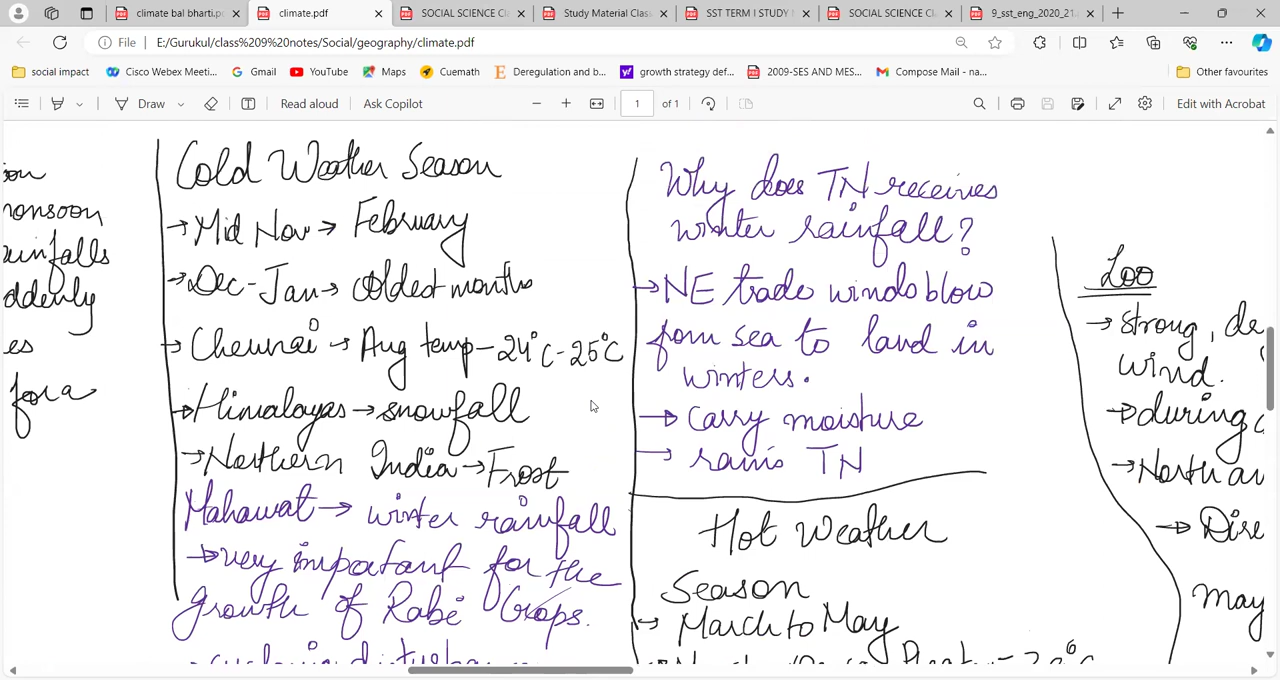 climate bal bharti.p
climate.pdf
SOCIAL SCIENCE Cl
Study Material Class
SST TERM I STUDY M
SOCIAL SCIENCE CL
9_sst_eng_2020_21.
File
E:/Gurukul/class%209%20notes/Social/geography/climate.pdf
social impact
Cisco Webex Meeti...
Gmail
YouTube
Maps
Cuemath
Deregulation and b...
growth strategy def...
2009-SES AND MES...
Compose Mail - na...
Other favourites
Draw
Read aloud
Ask Copilot
1
of 1
Edit with Acrobat
monsoon
rainfalls
ddenly
es
for a
Cold Weather Season
→ Mid Nov → February
→ Dec-Jan → Coldest months
→ Chennai → Avg temp - 24°C - 25°C
→ Himalayas → snowfall
→ Northern India → Frost
Mahawat → winter rainfall
→ very important for the
growth of Rabi Crops.
Why does TN receives
winter rainfall?
→ NE trade winds blow
from sea to land in
winters.
→ carry moisture
→ rains TN
Hot Weather
Season
→ March to May
Loo
→ strong, de
wind.
→ during
→ North a
→ Dire
may